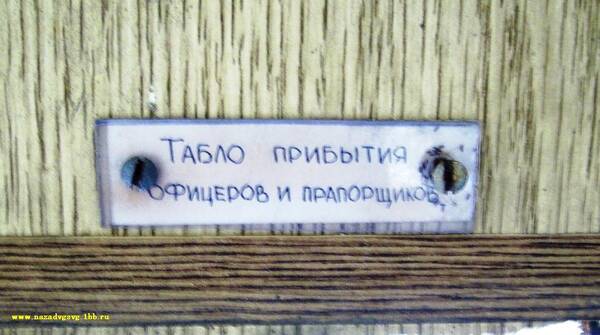 Табло прибытия
офицеров и прапорщиков
www.nazadvgsvg.1bb.ru